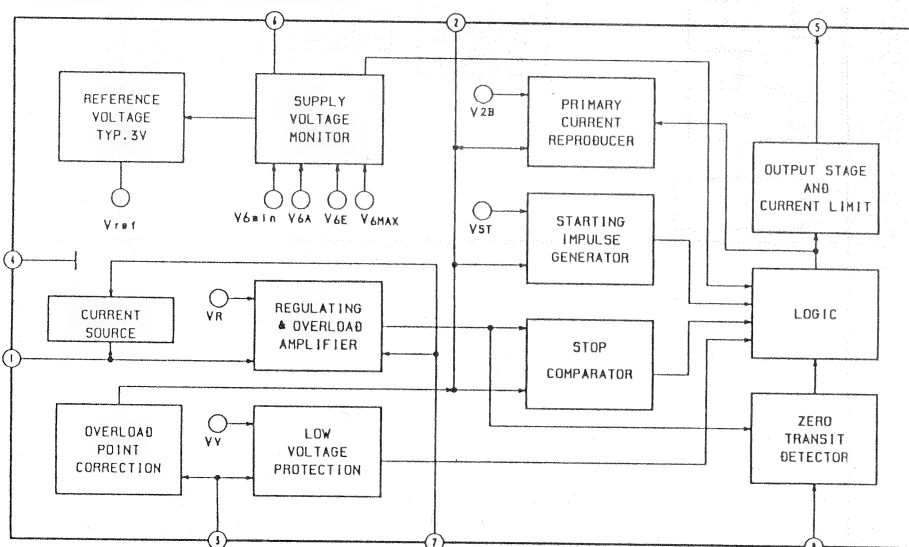 6
2
5
REFERENCE
VOLTAGE
TYP.3V
Vref
SUPPLY
VOLTAGE
MONITOR
V6min
V6A
V6E
V6MAX
V2B
PRIMARY
CURRENT
REPRODUCER
OUTPUT STAGE
AND
CURRENT LIMIT
VST
STARTING
IMPULSE
GENERATOR
4
CURRENT
SOURCE
VR
REGULATING
& OVERLOAD
AMPLIFIER
STOP
COMPARATOR
LOGIC
1
OVERLOAD
POINT
CORRECTION
VV
LOW
VOLTAGE
PROTECTION
ZERO
TRANSIT
DETECTOR
3
7